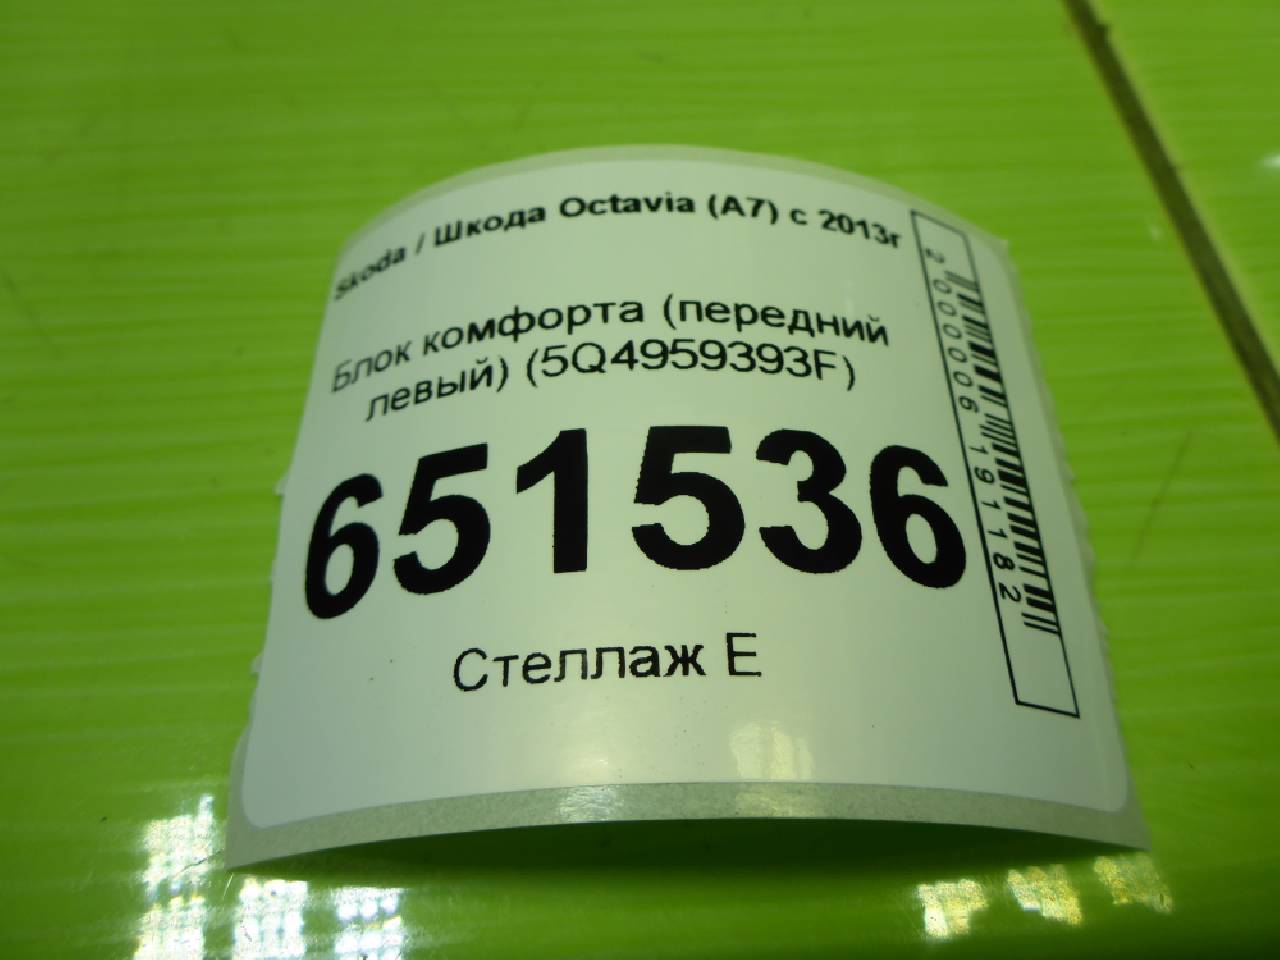 Skoda / Шкода Octavia (A7) с 2013г
Блок комфорта (передний
левый) (5Q4959393F)
651536
Стеллаж E
2000006191182